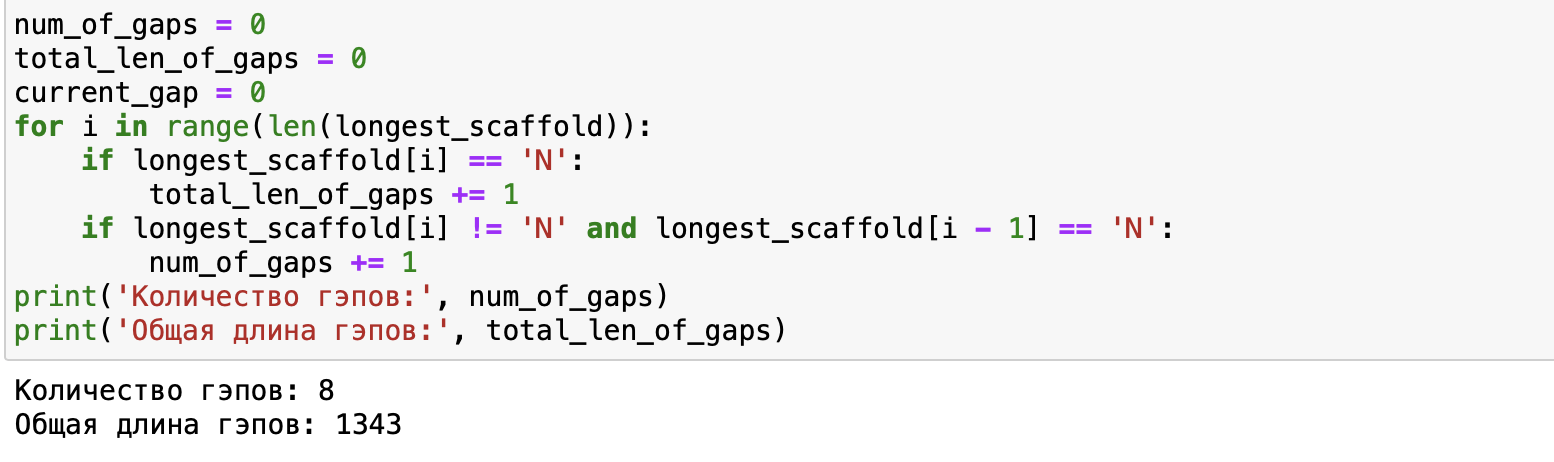 num_of_gaps = 0
total_len_of_gaps = 0
current_gap = 0
for i in range(len(longest_scaffold)):
    if longest_scaffold[i] == 'N':
        total_len_of_gaps += 1
    if longest_scaffold[i] != 'N' and longest_scaffold[i - 1] == 'N':
        num_of_gaps += 1
print('Количество гэпов:', num_of_gaps)
print('Общая длина гэпов:', total_len_of_gaps)
Количество гэпов: 8
Общая длина гэпов: 1343